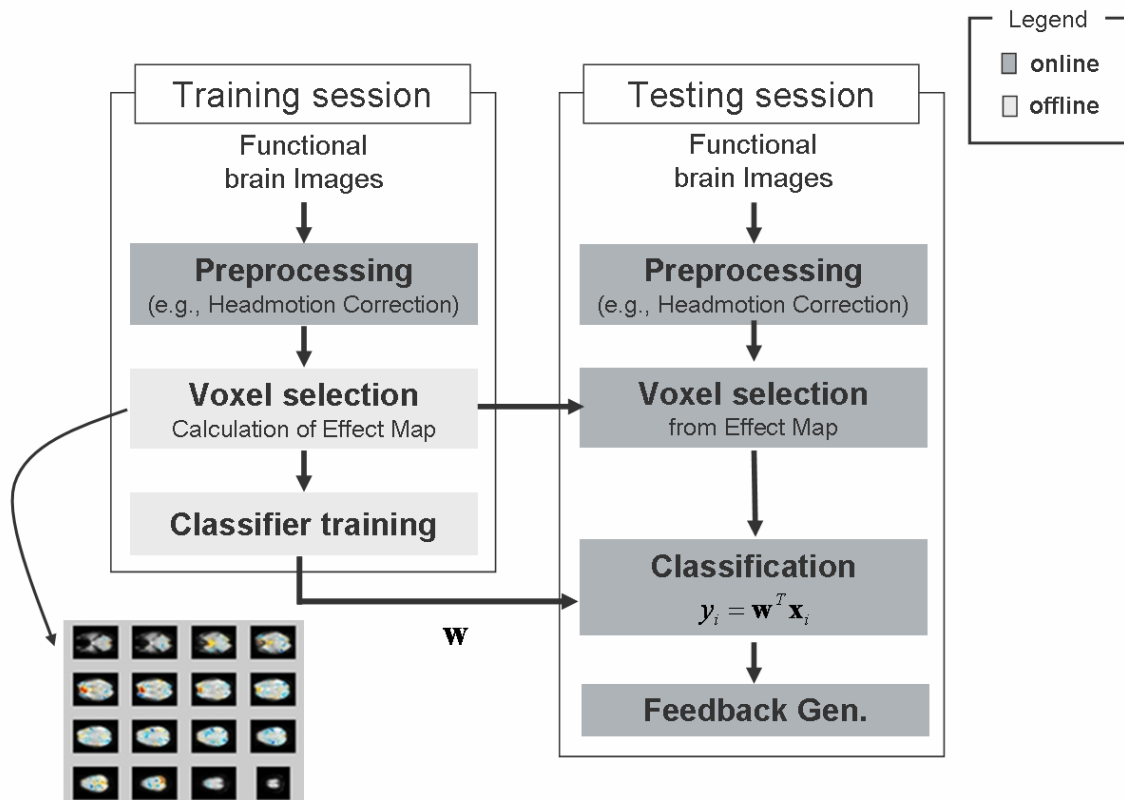 Legend
online
offline
Training session
Functional
brain Images
Preprocessing
(e.g., Headmotion Correction)
Voxel selection
Calculation of Effect Map
Classifier training
w
Testing session
Functional
brain Images
Preprocessing
(e.g., Headmotion Correction)
Voxel selection
from Effect Map
Classification
y_i = w^T x_i
Feedback Gen.